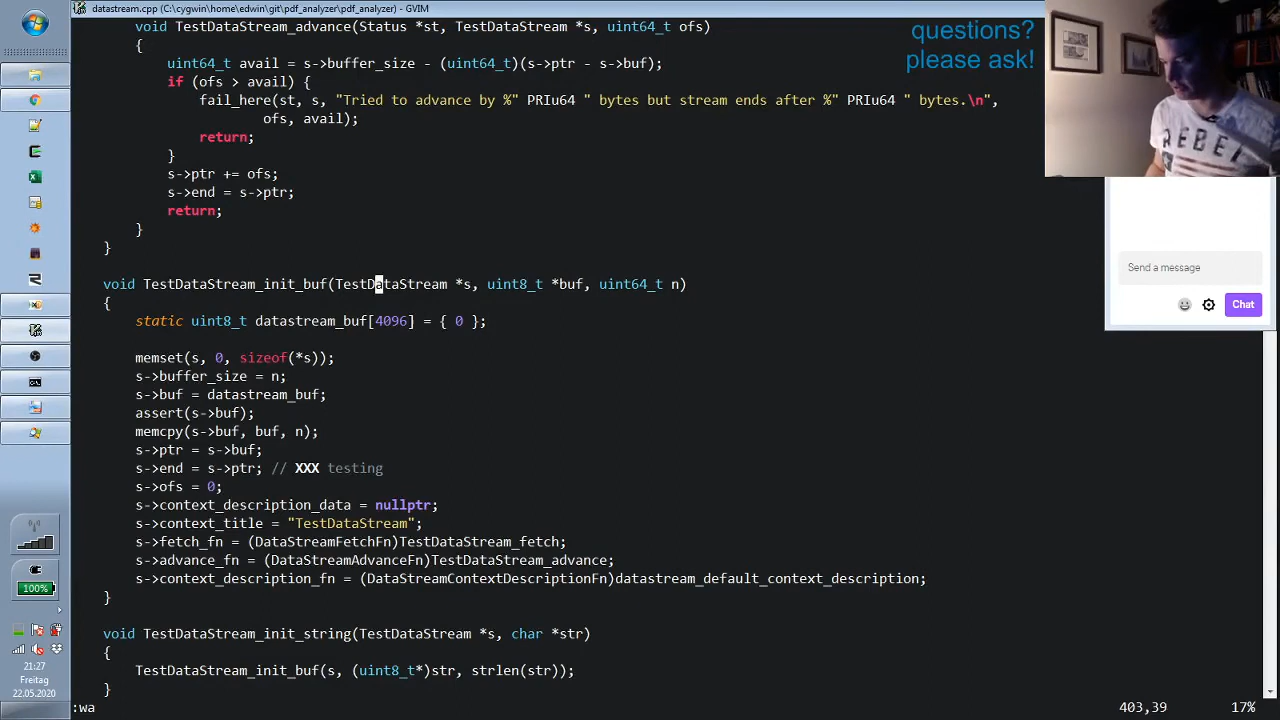 datastream.cpp (C:\cygwin\home\edwin\git\pdf_analyzer\pdf_analyzer) - GVIM
void TestDataStream_advance(Status *st, TestDataStream *s, uint64_t ofs)
{
uint64_t avail = s->buffer_size - (uint64_t)(s->ptr - s->buf);
if (ofs > avail) {
fail_here(st, s, "Tried to advance by %" PRIu64 " bytes but stream ends after %" PRIu64 " bytes.\n",
ofs, avail);
return;
}
s->ptr += ofs;
s->end = s->ptr;
return;
}
}
void TestDataStream_init_buf(TestDataStream *s, uint8_t *buf, uint64_t n)
{
static uint8_t datastream_buf[4096] = { 0 };
memset(s, 0, sizeof(*s));
s->buffer_size = n;
s->buf = datastream_buf;
assert(s->buf);
memcpy(s->buf, buf, n);
s->ptr = s->buf;
s->end = s->ptr; // XXX testing
s->ofs = 0;
s->context_description_data = nullptr;
s->context_title = "TestDataStream";
s->fetch_fn = (DataStreamFetchFn)TestDataStream_fetch;
s->advance_fn = (DataStreamAdvanceFn)TestDataStream_advance;
s->context_description_fn = (DataStreamContextDescriptionFn)datastream_default_context_description;
}
void TestDataStream_init_string(TestDataStream *s, char *str)
{
TestDataStream_init_buf(s, (uint8_t*)str, strlen(str));
}
:wa
403,39
17%
questions?
please ask!
REBEL
Send a message
Chat
100%
21:27
Freitag
22.05.2020